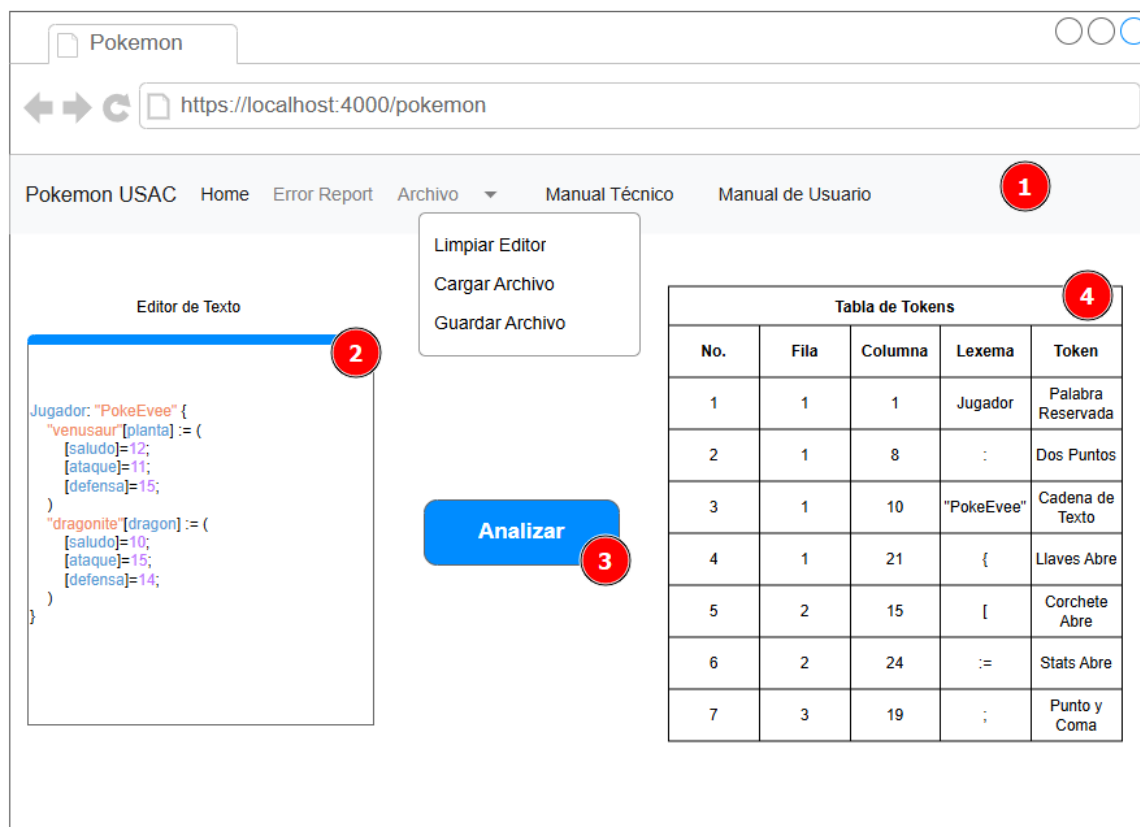 Pokemon
https://localhost:4000/pokemon
Pokemon USAC Home Error Report Archivo Manual Técnico Manual de Usuario
1
Limpiar Editor
Cargar Archivo
Guardar Archivo
Editor de Texto
2
Jugador: "PokeEvee" {
"venusaur"[planta] := (
[saludo]=12;
[ataque]=11;
[defensa]=15;
)
"dragonite"[dragon] := (
[saludo]=10;
[ataque]=15;
[defensa]=14;
)
}
Analizar
3
Tabla de Tokens
4
No. Fila Columna Lexema Token
1 1 1 Jugador Palabra
Reservada
2 1 8 : Dos Puntos
3 1 10 "PokeEvee" Cadena de
Texto
4 1 21 { Llaves Abre
5 2 15 [ Corchete
Abre
6 2 24 := Stats Abre
7 3 19 ; Punto y
Coma